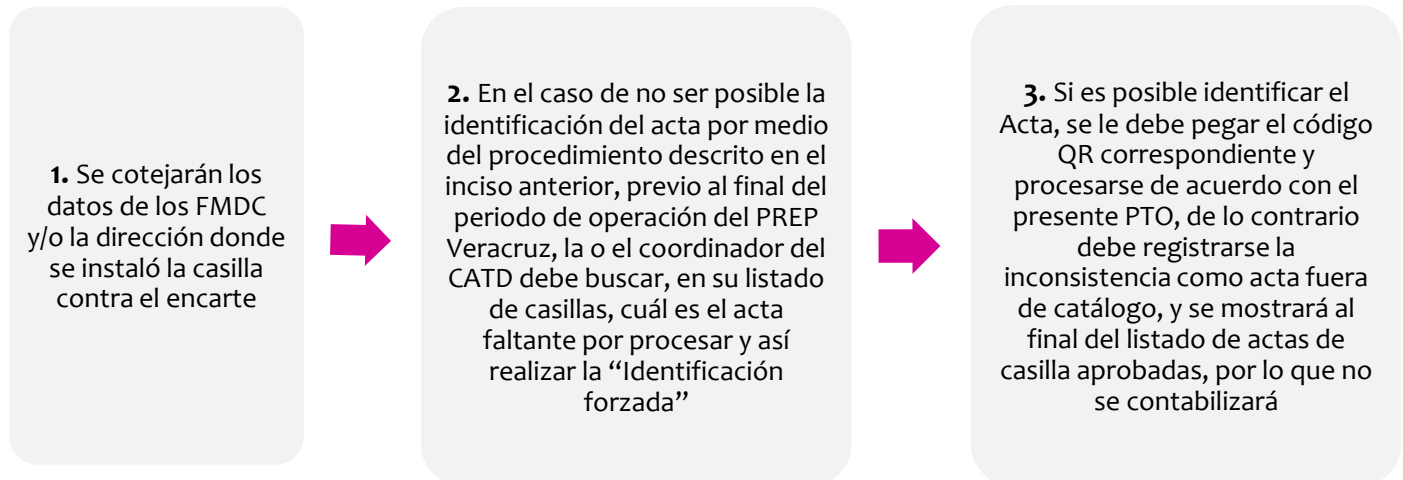 1. Se cotejarán los
datos de los FMDC
y/o la dirección donde
se instaló la casilla
contra el encarte
2. En el caso de no ser posible la
identificación del acta por medio
del procedimiento descrito en el
inciso anterior, previo al final del
periodo de operación del PREP
Veracruz, la o el coordinador del
CATD debe buscar, en su listado
de casillas, cuál es el acta
faltante por procesar y así
realizar la “Identificación
forzada”
3. Si es posible identificar el
Acta, se le debe pegar el código
QR correspondiente y
procesarse de acuerdo con el
presente PTO, de lo contrario
debe registrarse la
inconsistencia como acta fuera
de catálogo, y se mostrará al
final del listado de actas de
casilla aprobadas, por lo que no
se contabilizará